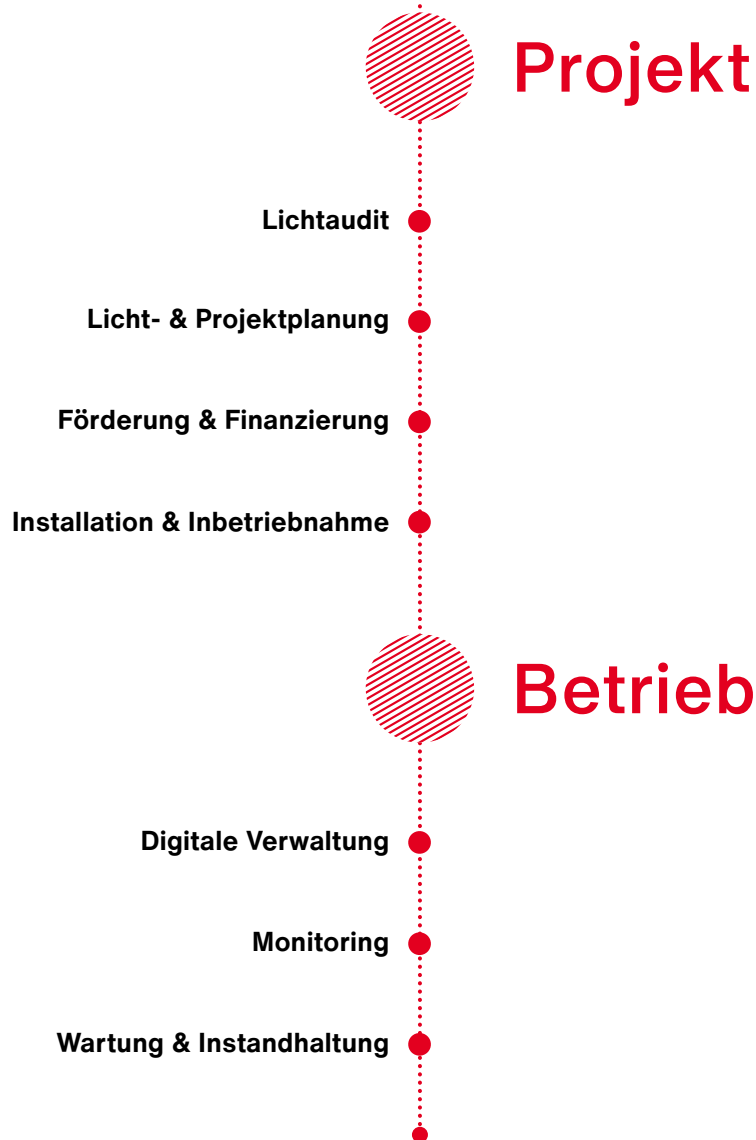 Projekt
Lichtaudit
Licht- & Projektplanung
Förderung & Finanzierung
Installation & Inbetriebnahme
Betrieb
Digitale Verwaltung
Monitoring
Wartung & Instandhaltung